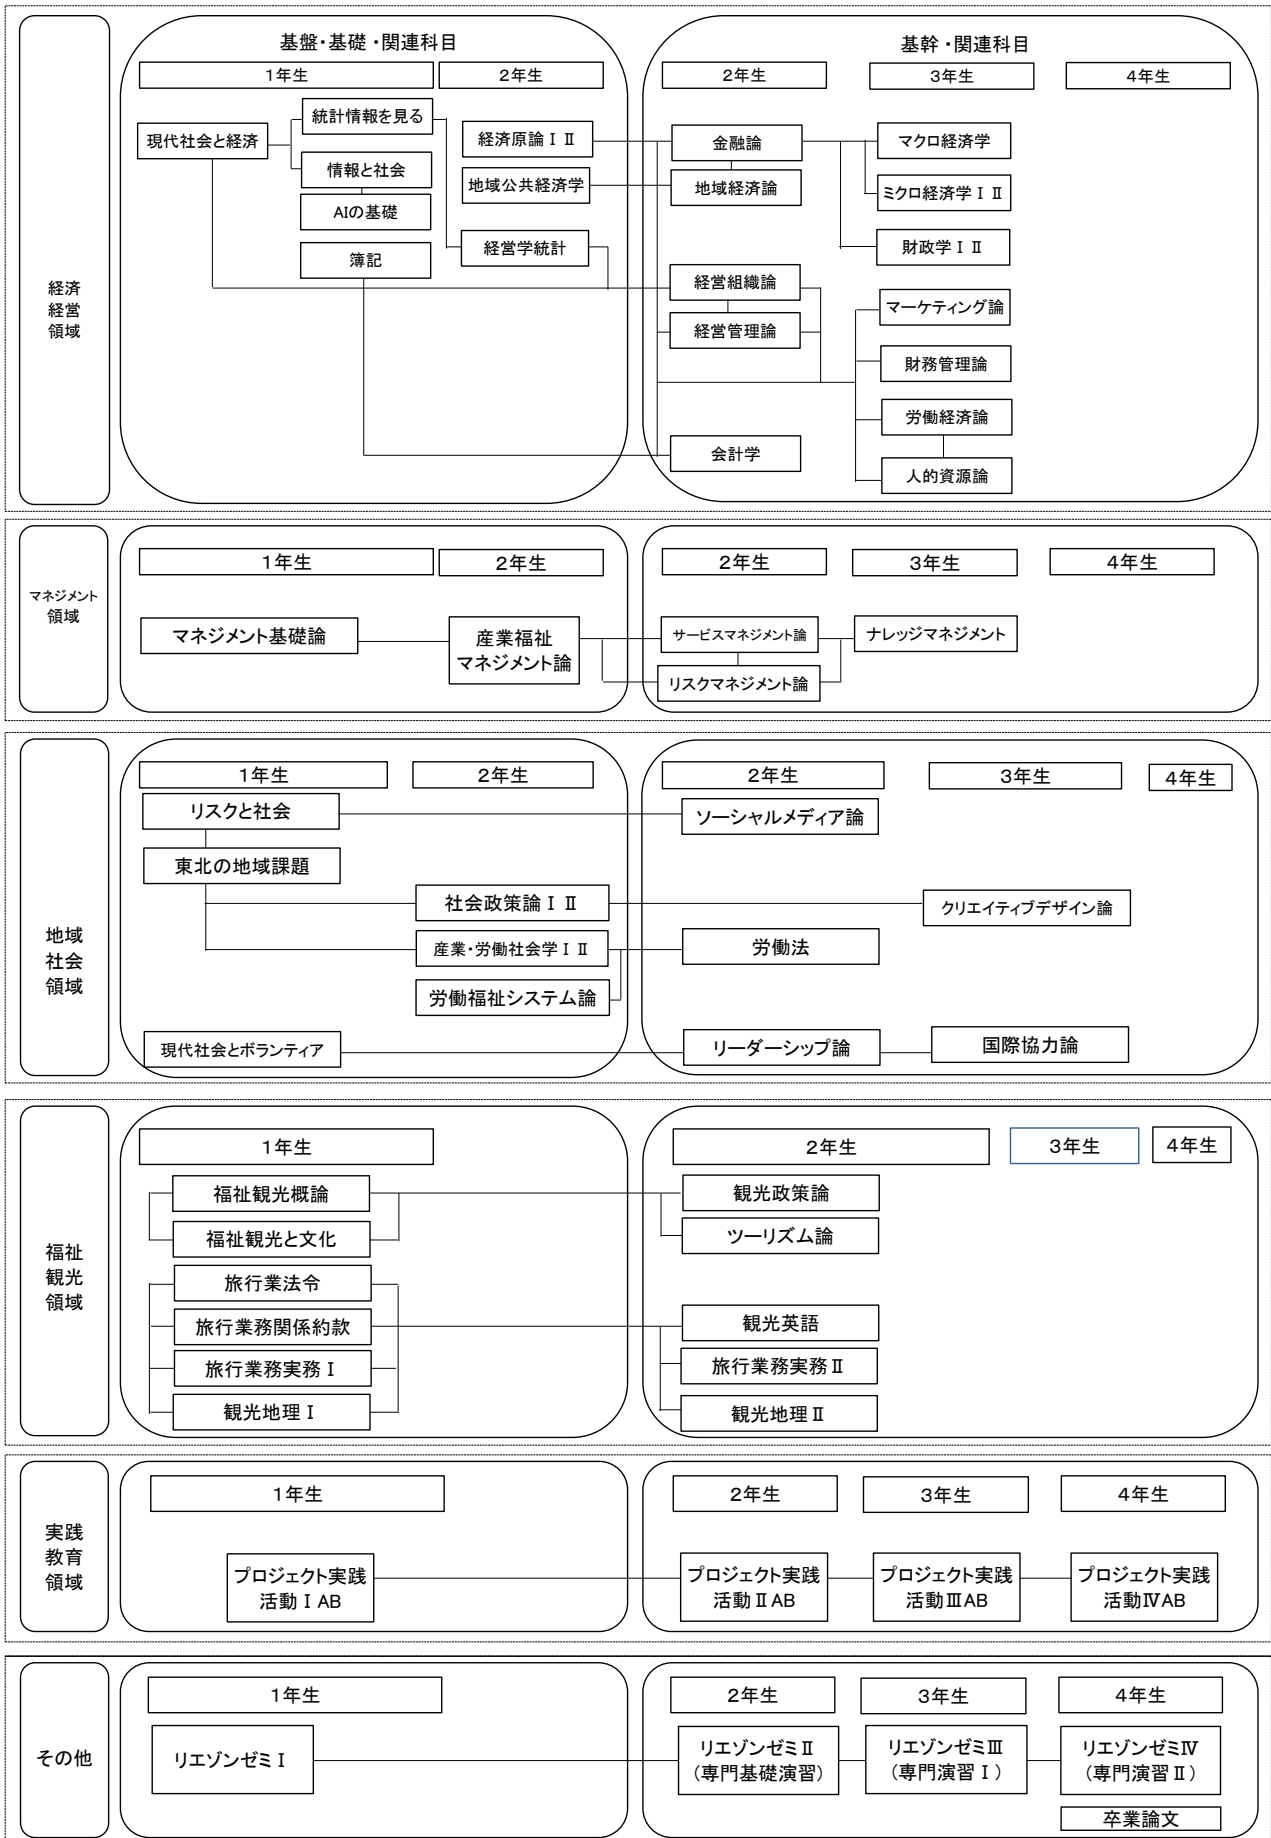 経済
経営
領域
基盤・基礎・関連科目
1年生
2年生
現代社会と経済
統計情報を見る
情報と社会
AIの基礎
簿記
経済原論ⅠⅡ
地域公共経済学
経営学統計
基幹・関連科目
2年生
3年生
4年生
金融論
地域経済論
経営組織論
経営管理論
会計学
マクロ経済学
ミクロ経済学ⅠⅡ
財政学ⅠⅡ
マーケティング論
財務管理論
労働経済論
人的資源論
マネジメント
領域
1年生
2年生
マネジメント基礎論
産業福祉
マネジメント論
2年生
3年生
4年生
サービスマネジメント論
リスクマネジメント論
ナレッジマネジメント
地域
社会
領域
1年生
2年生
リスクと社会
東北の地域課題
社会政策論ⅠⅡ
産業・労働社会学ⅠⅡ
労働福祉システム論
現代社会とボランティア
2年生
3年生
4年生
ソーシャルメディア論
クリエイティブデザイン論
労働法
リーダーシップ論
国際協力論
福祉
観光
領域
1年生
福祉観光概論
福祉観光と文化
旅行業法令
旅行業務関係約款
旅行業務実務Ⅰ
観光地理Ⅰ
2年生
3年生
4年生
観光政策論
ツーリズム論
観光英語
旅行業務実務Ⅱ
観光地理Ⅱ
実践
教育
領域
1年生
プロジェクト実践
活動ⅠAB
2年生
3年生
4年生
プロジェクト実践
活動ⅡAB
プロジェクト実践
活動ⅢAB
プロジェクト実践
活動ⅣAB
その他
1年生
リエゾンゼミⅠ
2年生
3年生
4年生
リエゾンゼミⅡ
(専門基礎演習)
リエゾンゼミⅢ
(専門演習Ⅰ)
リエゾンゼミⅣ
(専門演習Ⅱ)
卒業論文